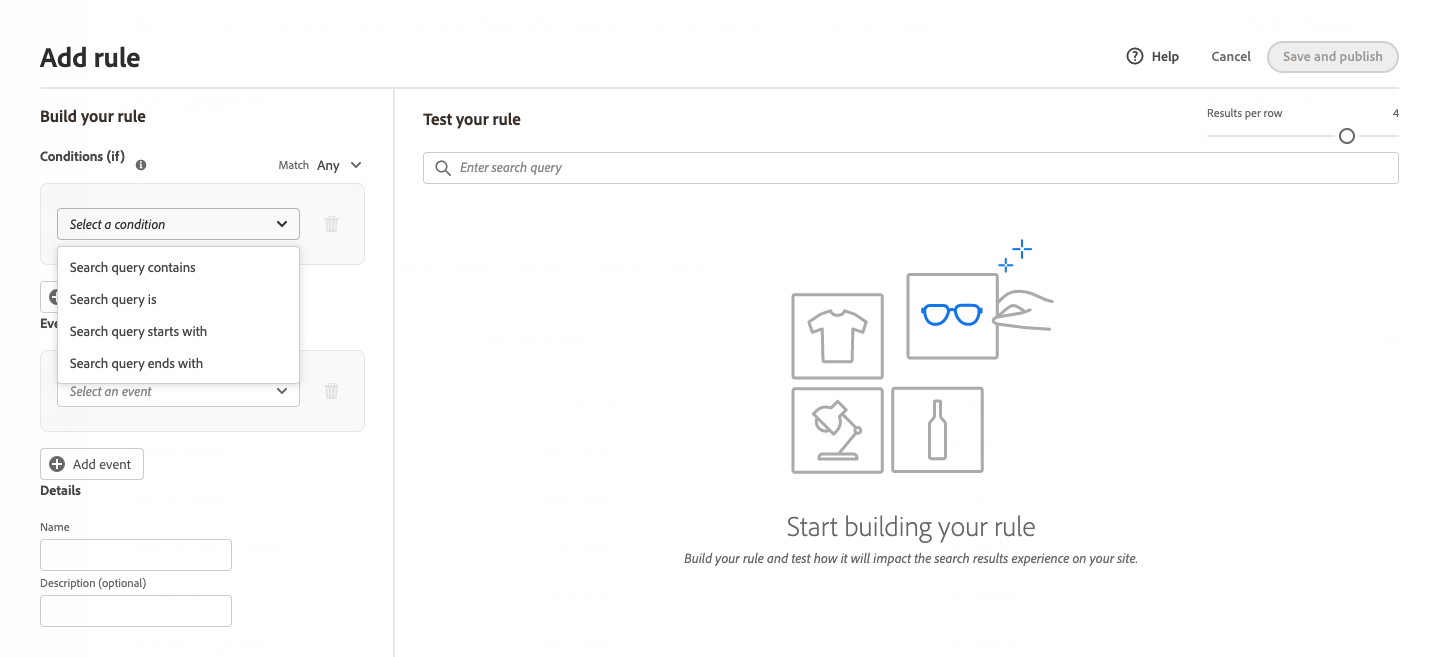 Add rule
Help
Cancel
Save and publish
Build your rule
Conditions (if)
Match Any
Select a condition
Search query contains
Search query is
Search query starts with
Search query ends with
Select an event
Add event
Details
Name
Description (optional)
Test your rule
Results per row 4
Enter search query
Start building your rule
Build your rule and test how it will impact the search results experience on your site.